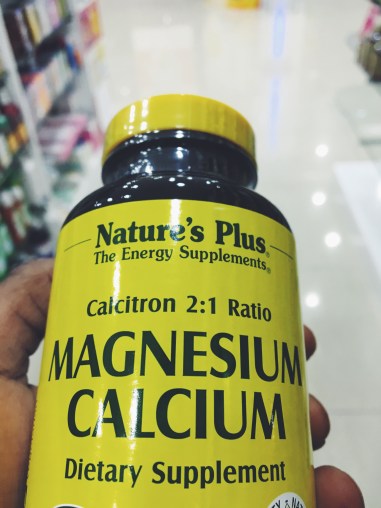 Nature's Plus®
The Energy Supplements®
Calcitron 2:1 Ratio
MAGNESIUM
CALCIUM
Dietary Supplement